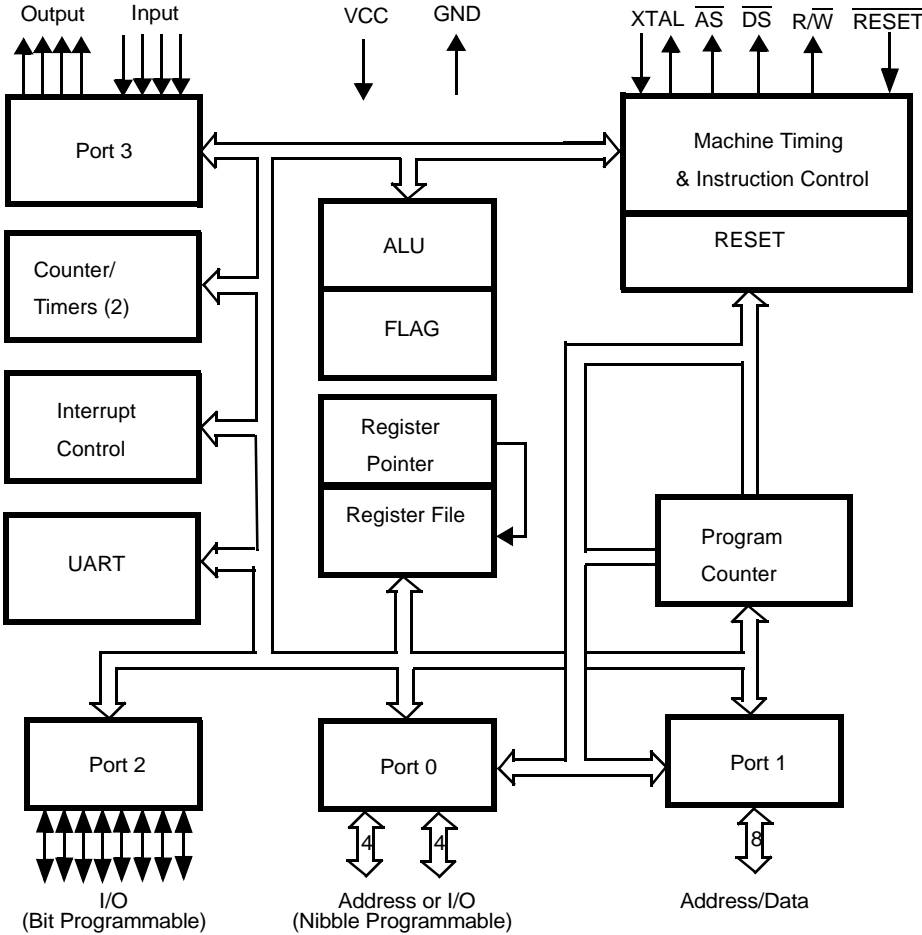 Output
Input
VCC
GND
XTAL
AS
DS
R/W
RESET
Port 3
Machine Timing
& Instruction Control
RESET
ALU
FLAG
Counter/
Timers (2)
Interrupt
Control
Register
Pointer
Register File
UART
Program
Counter
Port 2
Port 0
Port 1
4
4
8
I/O
(Bit Programmable)
Address or I/O
(Nibble Programmable)
Address/Data